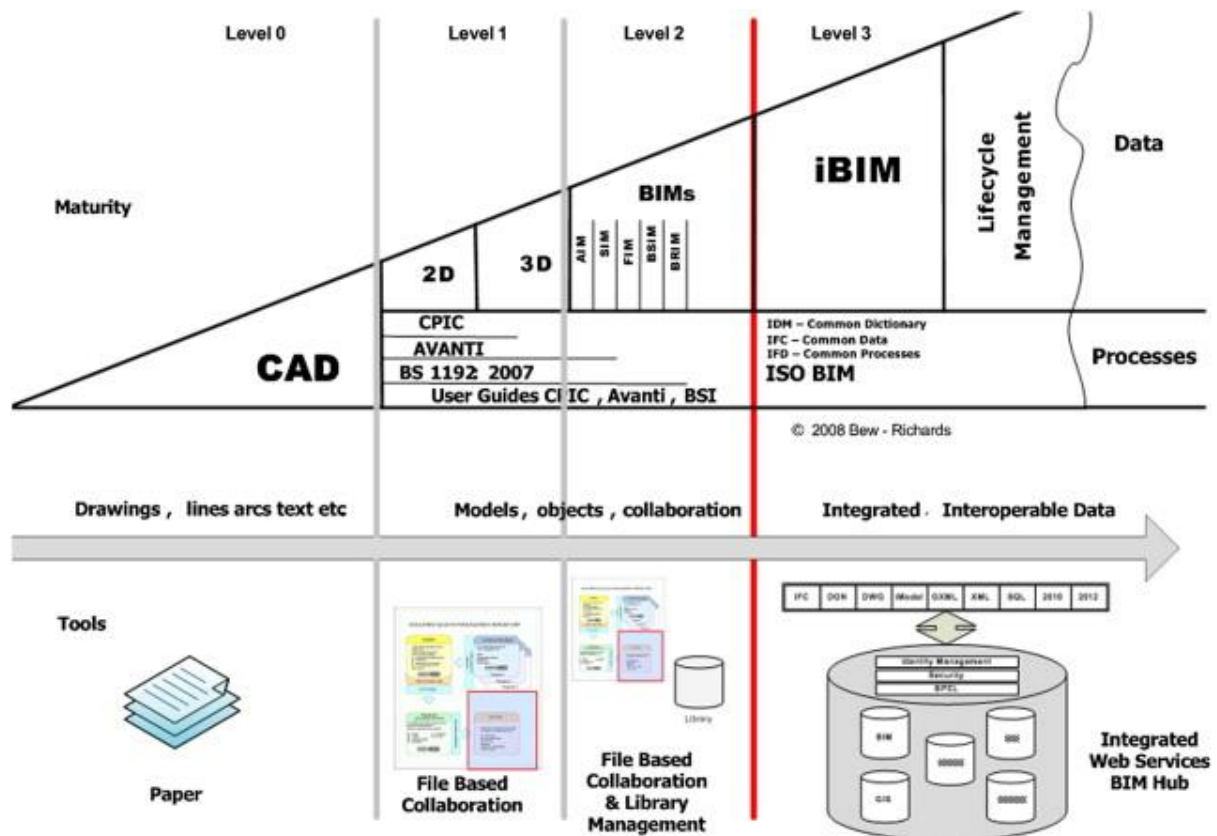 Level 0
Level 1
Level 2
Level 3
Maturity
Data
Lifecycle
Management
iBIM
BIMs
AIM
SIM
FIM
BSIM
BRIM
2D
3D
CAD
CPIC
AVANTI
BS 1192: 2007
User Guides CPIC , Avanti , BSI
IDM – Common Dictionary
IFC – Common Data
IFD – Common Processes
ISO BIM
Processes
© 2008 Bew - Richards
Drawings , lines arcs text etc
Models , objects , collaboration
Integrated , Interoperable Data
Tools
Paper
File Based
Collaboration
Library
File Based
Collaboration
& Library
Management
IFC DGN DWG iModel GXML XML SQL 2010 2012
Identity Management
Security
BIM
GIS
Integrated
Web Services
BIM Hub